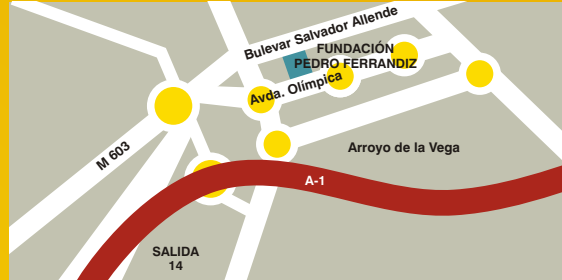 Bulevar Salvador Allende
FUNDACIÓN
PEDRO FERRANDIZ
Avda. Olímpica
M 603
Arroyo de la Vega
A-1
SALIDA
14